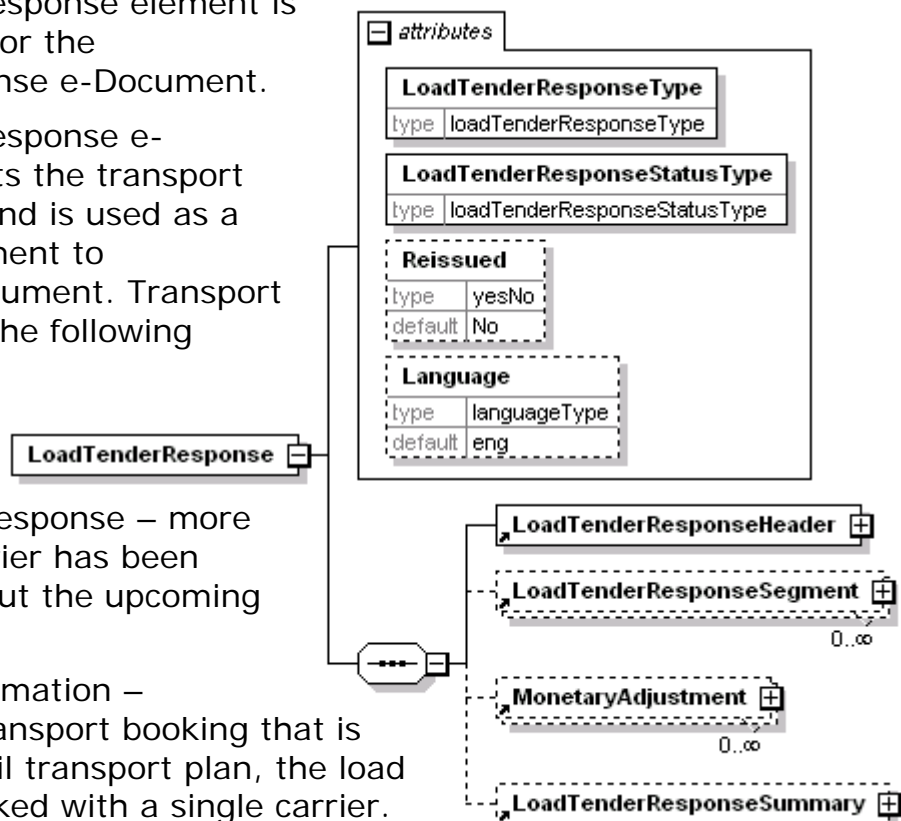 esponse element is
or the
nse e-Document.
esponse e-
ts the transport
nd is used as a
nent to
ument. Transport
he following
esponse – more
ier has been
ut the upcoming
rmation –
ansport booking that is
il transport plan, the load
ked with a single carrier.
attributes
LoadTenderResponseType
type loadTenderResponseType
LoadTenderResponseStatusType
type loadTenderResponseStatusType
Reissued
type yesNo
default No
Language
type languageType
default eng
LoadTenderResponse
LoadTenderResponseHeader
LoadTenderResponseSegment
0..∞
MonetaryAdjustment
0..∞
LoadTenderResponseSummary